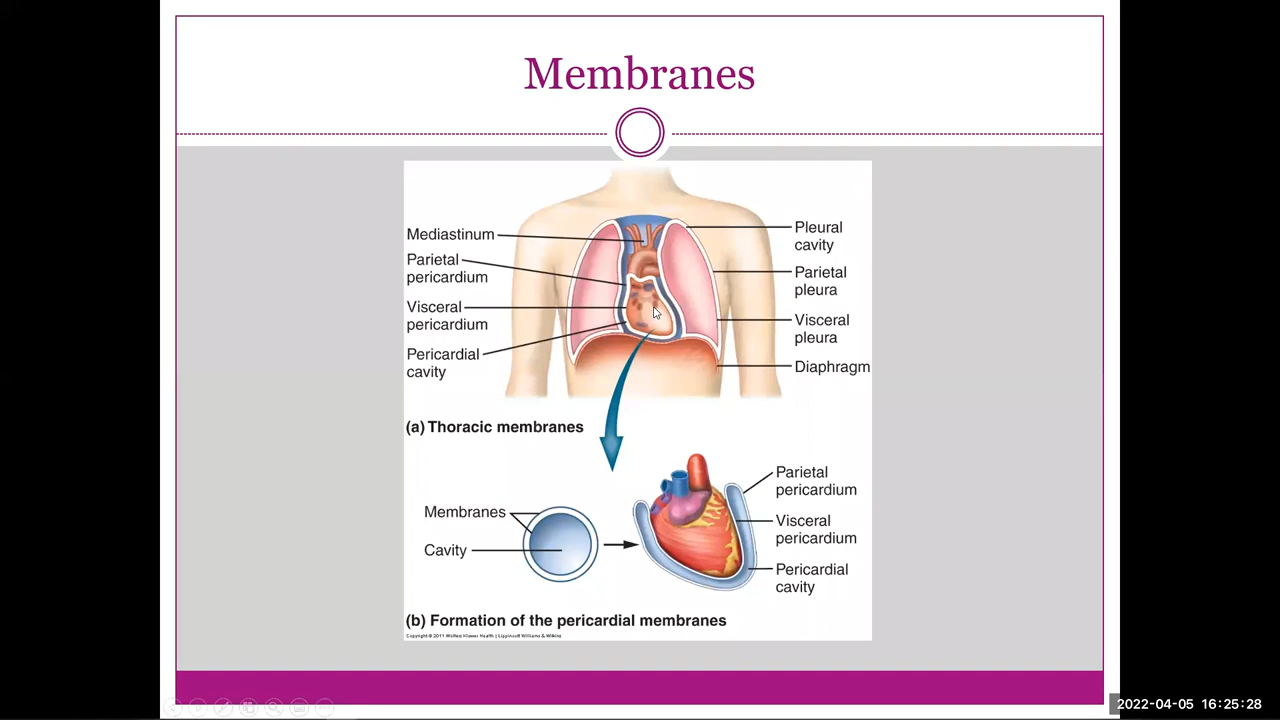 Membranes
Mediastinum
Parietal
pericardium
Visceral
pericardium
Pericardial
cavity
Pleural
cavity
Parietal
pleura
Visceral
pleura
Diaphragm
(a) Thoracic membranes
Membranes
Cavity
Parietal
pericardium
Visceral
pericardium
Pericardial
cavity
(b) Formation of the pericardial membranes
Copyright © 2011 Wolters Kluwer Health | Lippincott Williams & Wilkins
2022-04-05 16:25:28